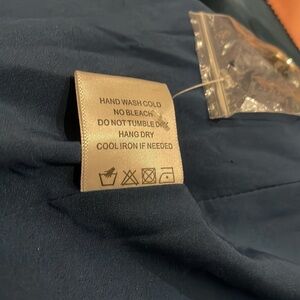 HAND WASH COLD
NO BLEACH
DO NOT TUMBLE DRY
HANG DRY
COOL IRON IF NEEDED